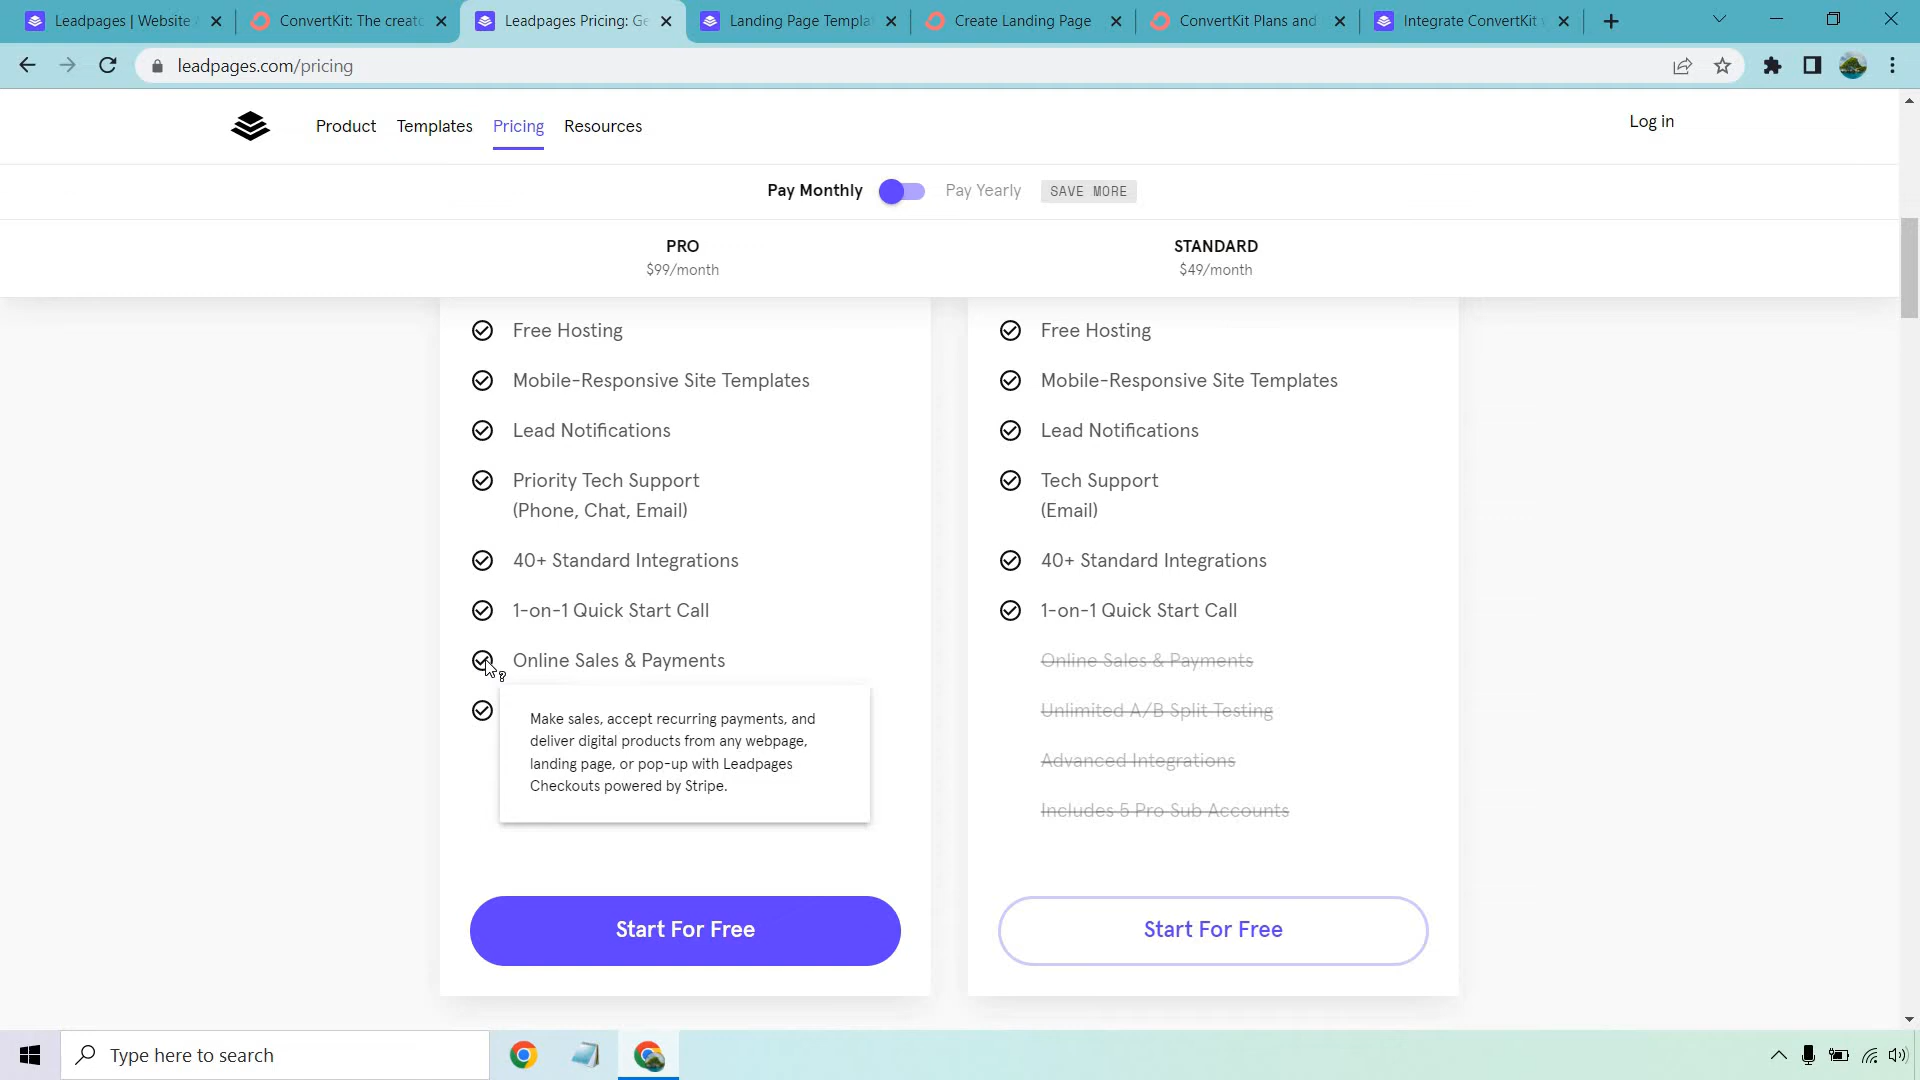 Leadpages | Website
ConvertKit: The creato
Leadpages Pricing: Ge
Landing Page Templa
Create Landing Page
ConvertKit Plans and
Integrate ConvertKit
leadpages.com/pricing
Product
Templates
Pricing
Resources
Log in
Pay Monthly
Pay Yearly
SAVE MORE
PRO
$99/month
STANDARD
$49/month
Free Hosting
Mobile-Responsive Site Templates
Lead Notifications
Priority Tech Support
(Phone, Chat, Email)
40+ Standard Integrations
1-on-1 Quick Start Call
Online Sales & Payments
Make sales, accept recurring payments, and
deliver digital products from any webpage,
landing page, or pop-up with Leadpages
Checkouts powered by Stripe.
Start For Free
Free Hosting
Mobile-Responsive Site Templates
Lead Notifications
Tech Support
(Email)
40+ Standard Integrations
1-on-1 Quick Start Call
Online Sales & Payments
Unlimited A/B Split Testing
Advanced Integrations
Includes 5 Pro Sub Accounts
Start For Free
Type here to search